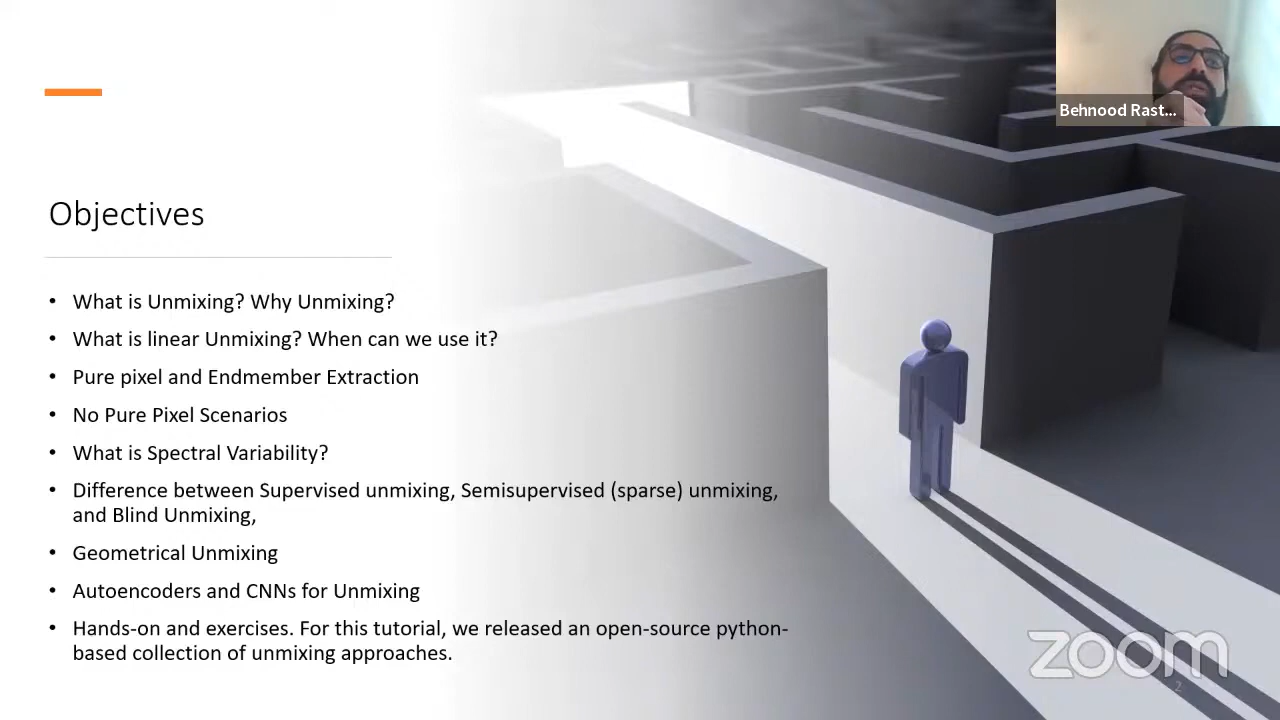 Behnood Rast...
Objectives
• What is Unmixing? Why Unmixing?
• What is linear Unmixing? When can we use it?
• Pure pixel and Endmember Extraction
• No Pure Pixel Scenarios
• What is Spectral Variability?
• Difference between Supervised unmixing, Semisupervised (sparse) unmixing,
and Blind Unmixing,
• Geometrical Unmixing
• Autoencoders and CNNs for Unmixing
• Hands-on and exercises. For this tutorial, we released an open-source python-
based collection of unmixing approaches.
zoom
2